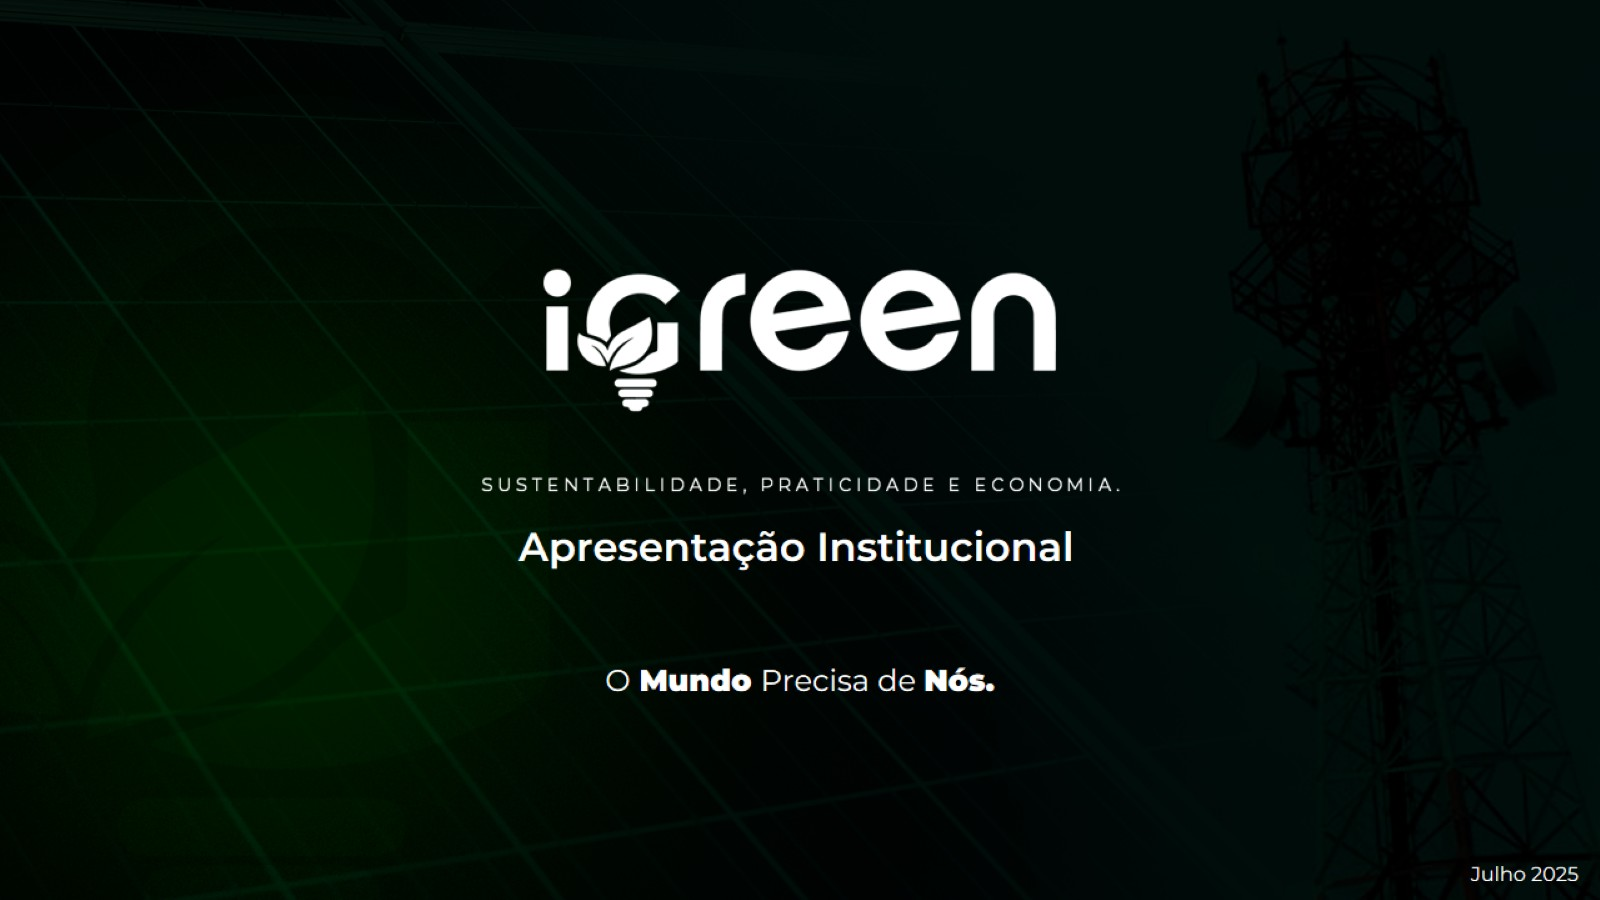 iGreen
SUSTENTABILIDADE, PRATICIDADE E ECONOMIA.
Apresentação Institucional
O Mundo Precisa de Nós.
Julho 2025